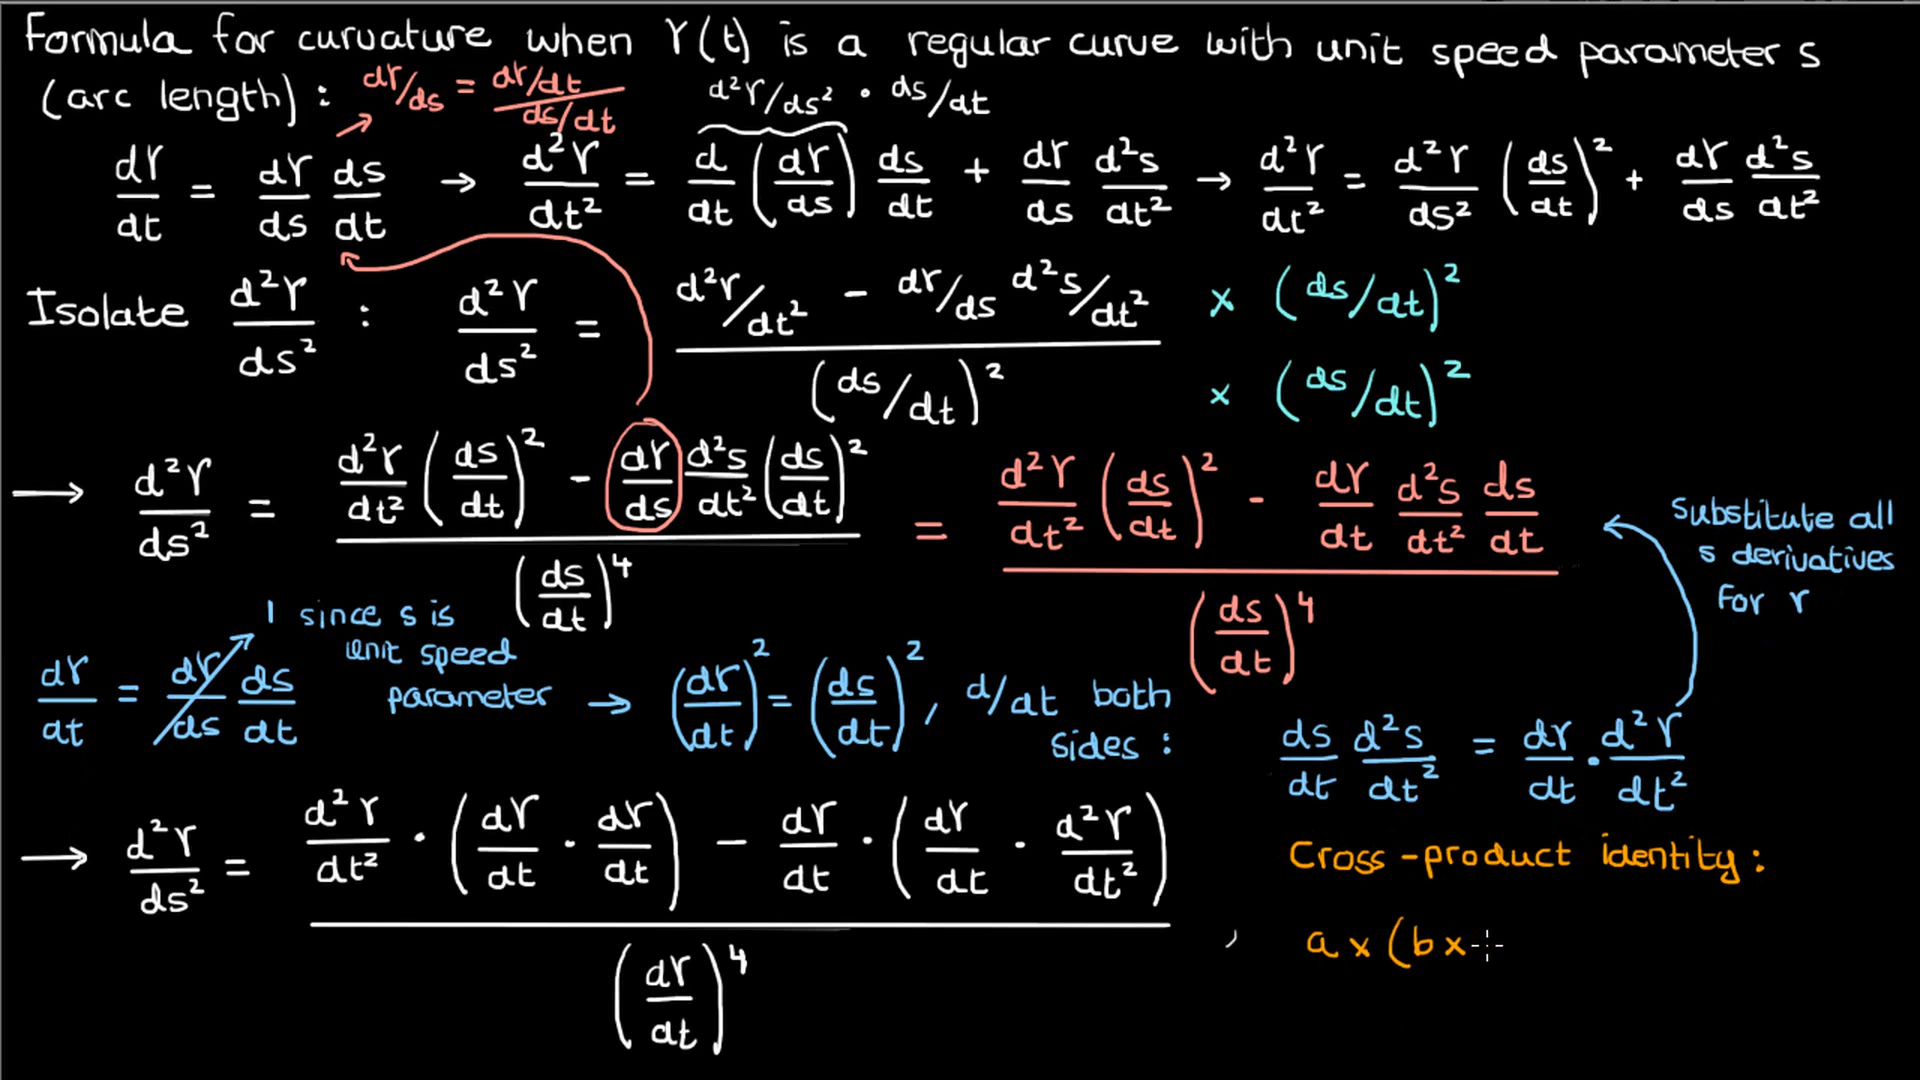 Formula for curvature when r(t) is a regular curve with unit speed parameter s
(arc length) : dr/ds = (dr/dt)/(ds/dt)    d²r/ds² · ds/dt
dr/dt = dr/ds ds/dt → d²r/dt² = d/dt (dr/ds) ds/dt + dr/ds d²s/dt² → d²r/dt² = d²r/ds² (ds/dt)² + dr/ds d²s/dt²
Isolate d²r/ds² : d²r/ds² = (d²r/dt² - dr/ds d²s/dt²)/(ds/dt)² × (ds/dt)² × (ds/dt)²
→ d²r/ds² = (d²r/dt² (ds/dt)² - dr/ds d²s/dt² (ds/dt)²)/(ds/dt)⁴ = (d²r/dt² (ds/dt)² - dr/dt d²s/dt² ds/dt)/(ds/dt)⁴
Substitute all
s derivatives
for r
1 since s is
unit speed
parameter
dr/dt = dr/ds ds/dt → (dr/dt)² = (ds/dt)², d/dt both
sides :
ds/dt d²s/dt² = dr/dt · d²r/dt²
→ d²r/ds² = (d²r/dt² · (dr/dt · dr/dt) - dr/dt · (dr/dt · d²r/dt²))/(dr/dt)⁴ ,
Cross-product identity :
a × (b ×